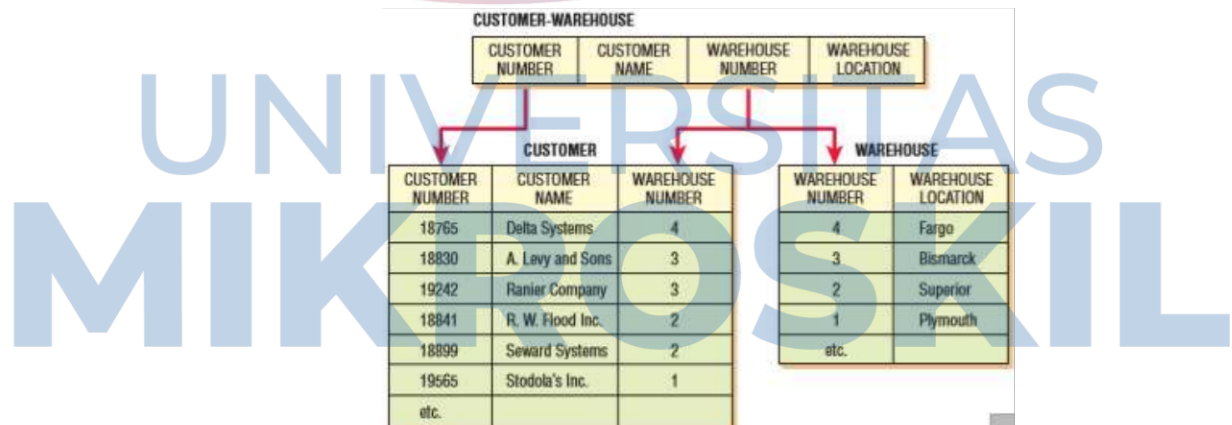 CUSTOMER-WAREHOUSE
CUSTOMER NUMBER CUSTOMER NAME WAREHOUSE NUMBER WAREHOUSE LOCATION
UNIVERSITAS
MIKROSKIL
CUSTOMER
CUSTOMER NUMBER CUSTOMER NAME WAREHOUSE NUMBER
18765 Delta Systems 4
18830 A. Levy and Sons 3
19242 Ranier Company 3
18841 R. W. Flood Inc. 2
18899 Seward Systems 2
19565 Stodola's Inc. 1
etc.
WAREHOUSE
WAREHOUSE NUMBER WAREHOUSE LOCATION
4 Fargo
3 Bismarck
2 Superior
1 Plymouth
etc.